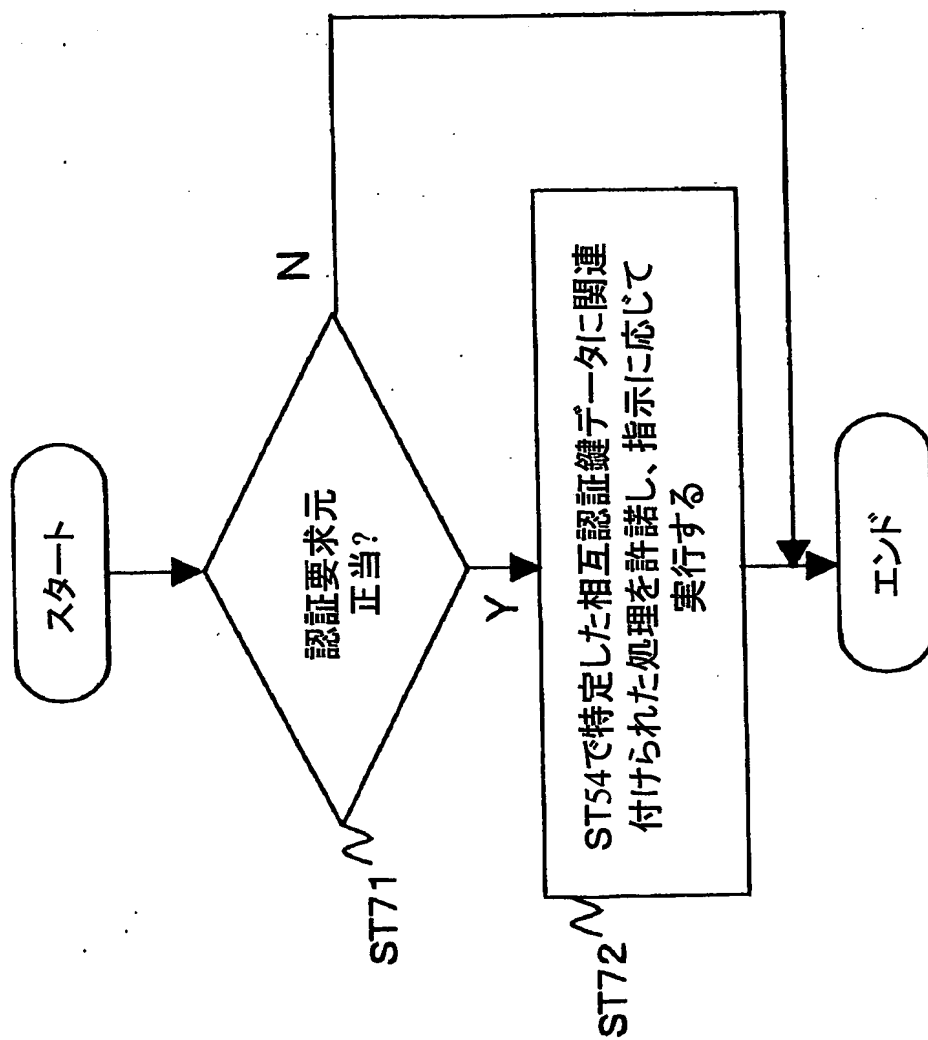 スタート
認証要求元
正当?
N
ST71
Y
ST54で特定した相互認証鍵データに関連
付けられた処理を許諾し、指示に応じて
実行する
ST72
エンド